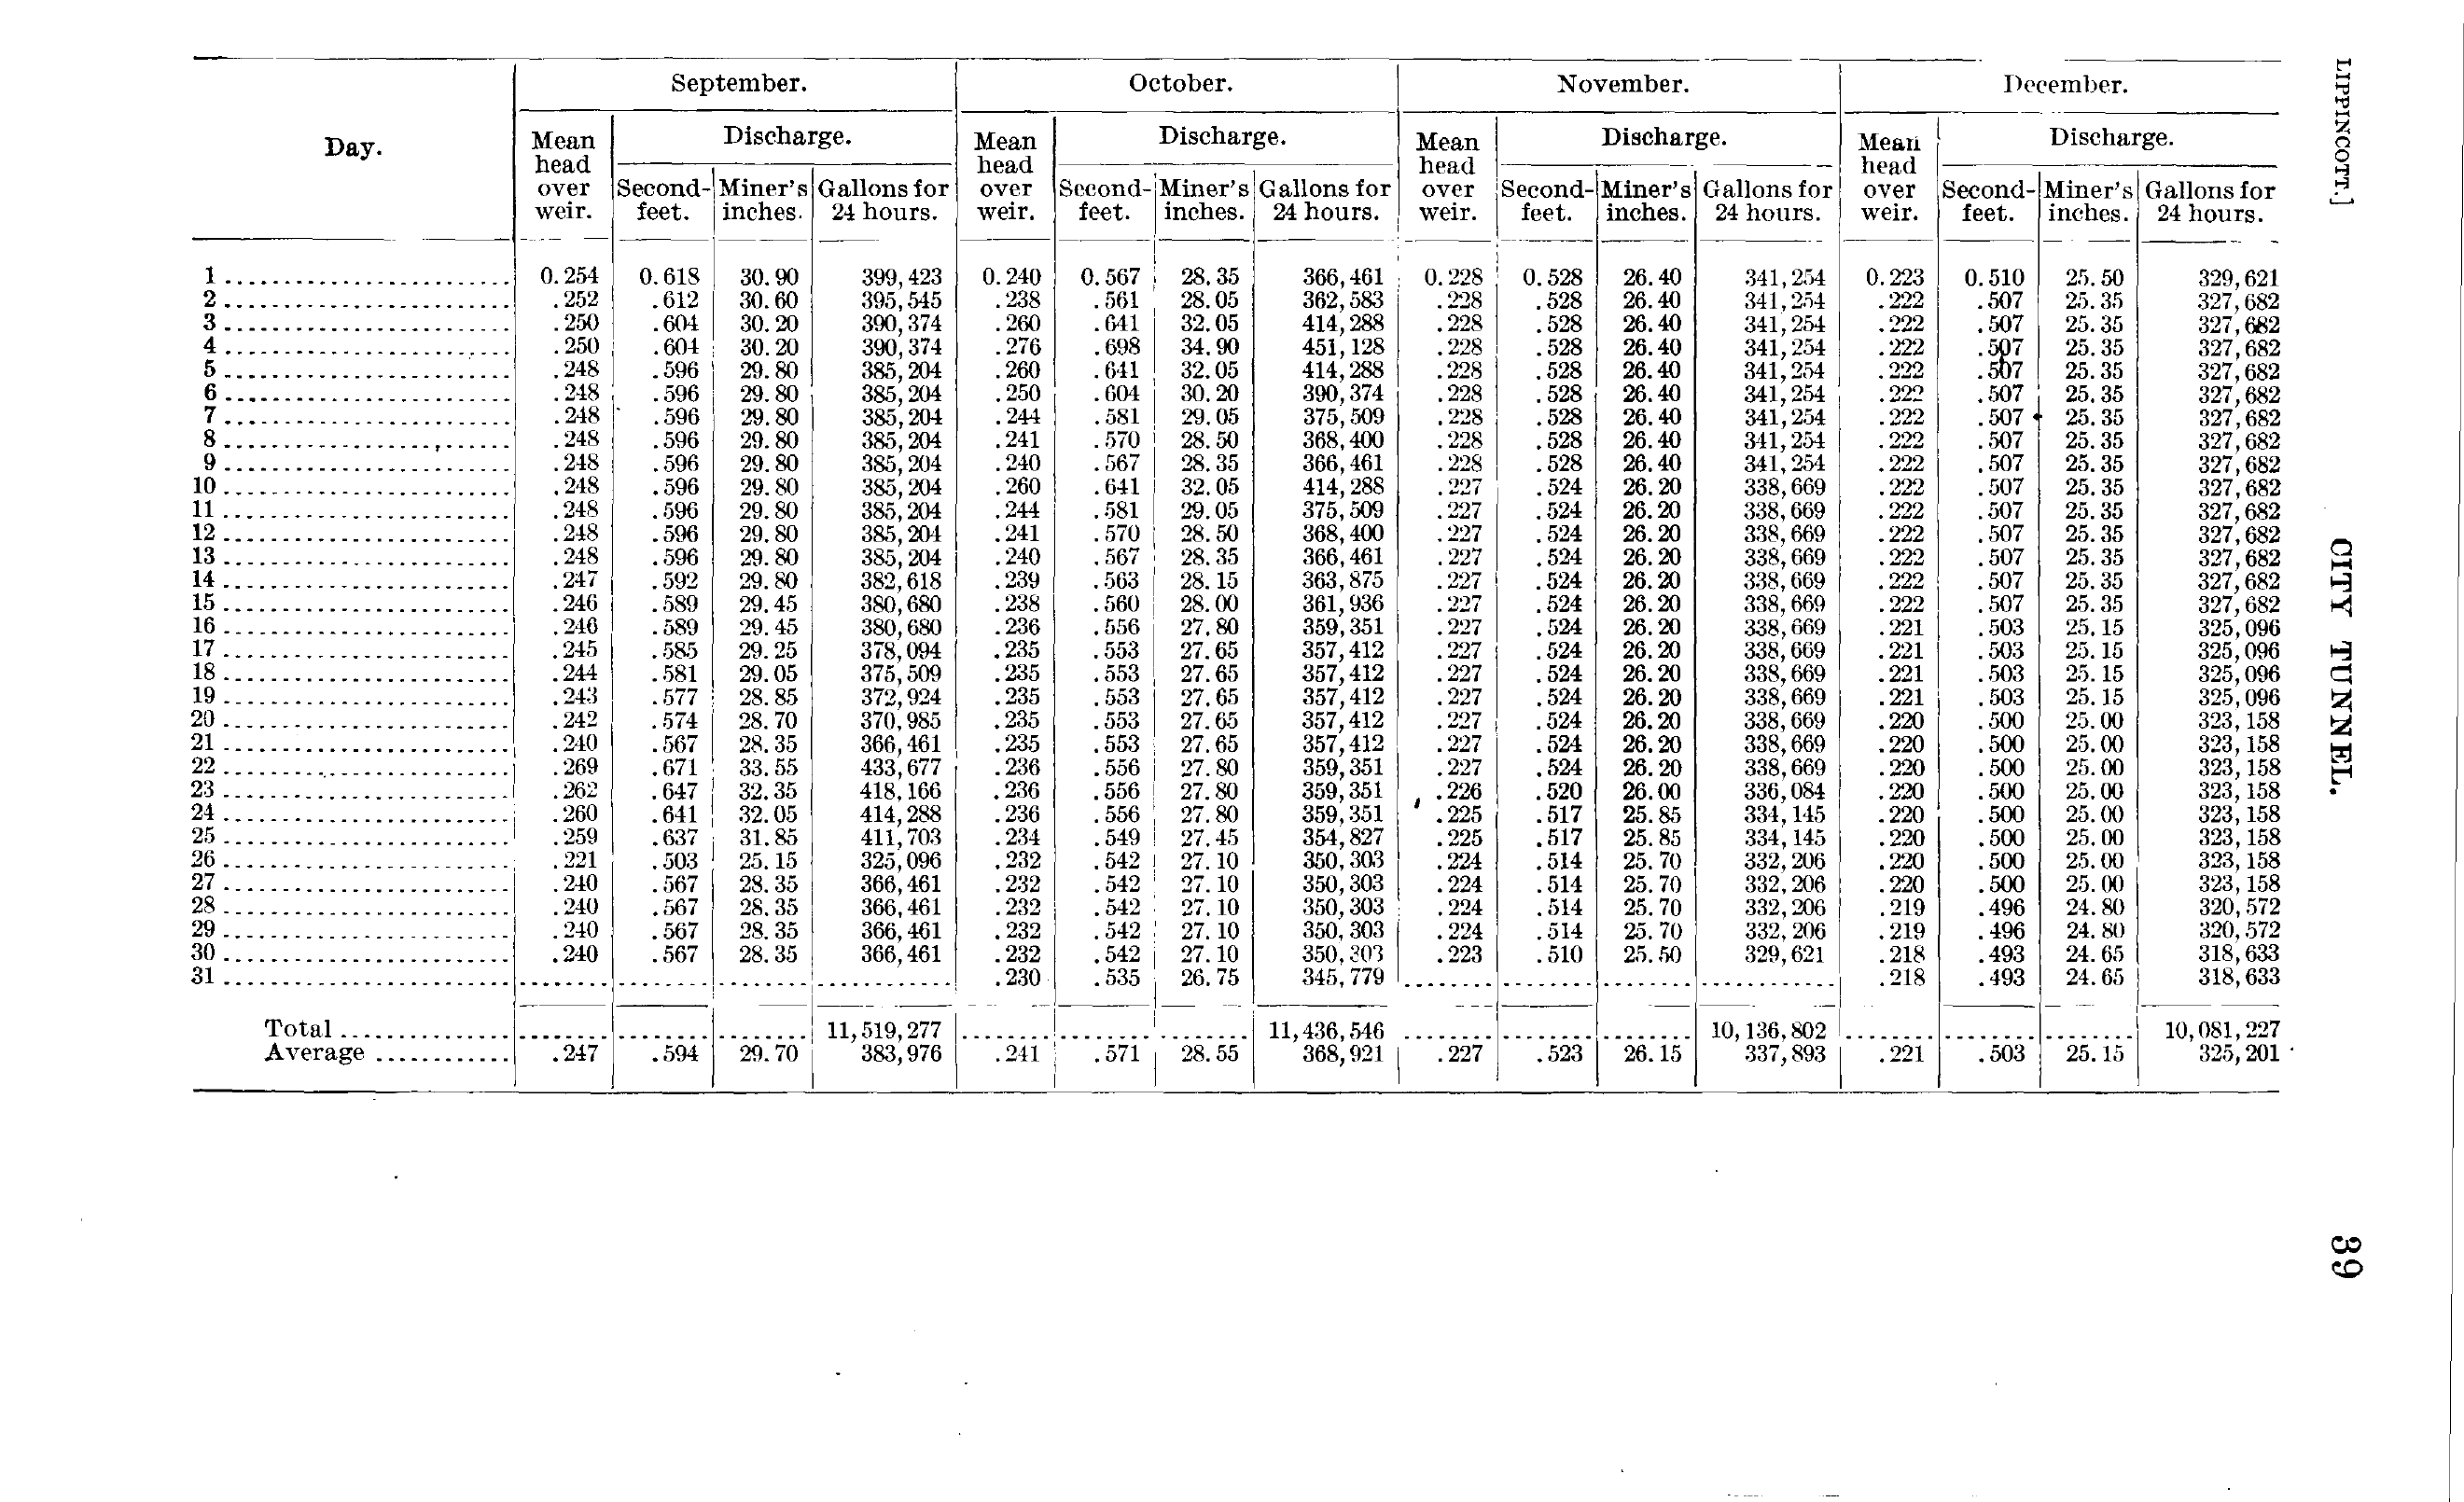 LIPPINCOTT.] CITY TUNNEL. 39
Day. September. October. November. December.
Mean head over weir. Discharge. Mean head over weir. Discharge. Mean head over weir. Discharge. Mean head over weir. Discharge.
Second-feet. Miner's inches. Gallons for 24 hours. Second-feet. Miner's inches. Gallons for 24 hours. Second-feet. Miner's inches. Gallons for 24 hours. Second-feet. Miner's inches. Gallons for 24 hours.
1 0.254 0.618 30.90 399,423 0.240 0.567 28.35 366,461 0.228 0.528 26.40 341,254 0.223 0.510 25.50 329,621
2 .252 .612 30.60 395,545 .238 .561 28.05 362,583 .228 .528 26.40 341,254 .222 .507 25.35 327,682
3 .250 .604 30.20 390,374 .260 .641 32.05 414,288 .228 .528 26.40 341,254 .222 .507 25.35 327,682
4 .250 .604 30.20 390,374 .276 .698 34.90 451,128 .228 .528 26.40 341,254 .222 .507 25.35 327,682
5 .248 .596 29.80 385,204 .260 .641 32.05 414,288 .228 .528 26.40 341,254 .222 .507 25.35 327,682
6 .248 .596 29.80 385,204 .250 .604 30.20 390,374 .228 .528 26.40 341,254 .222 .507 25.35 327,682
7 .248 .596 29.80 385,204 .244 .581 29.05 375,509 .228 .528 26.40 341,254 .222 .507 25.35 327,682
8 .248 .596 29.80 385,204 .241 .570 28.50 368,400 .228 .528 26.40 341,254 .222 .507 25.35 327,682
9 .248 .596 29.80 385,204 .240 .567 28.35 366,461 .228 .528 26.40 341,254 .222 .507 25.35 327,682
10 .248 .596 29.80 385,204 .260 .641 32.05 414,288 .227 .524 26.20 338,669 .222 .507 25.35 327,682
11 .248 .596 29.80 385,204 .244 .581 29.05 375,509 .227 .524 26.20 338,669 .222 .507 25.35 327,682
12 .248 .596 29.80 385,204 .241 .570 28.50 368,400 .227 .524 26.20 338,669 .222 .507 25.35 327,682
13 .248 .596 29.80 385,204 .240 .567 28.35 366,461 .227 .524 26.20 338,669 .222 .507 25.35 327,682
14 .247 .592 29.80 382,618 .239 .563 28.15 363,875 .227 .524 26.20 338,669 .222 .507 25.35 327,682
15 .246 .589 29.45 380,680 .238 .560 28.00 361,936 .227 .524 26.20 338,669 .222 .507 25.35 327,682
16 .246 .589 29.45 380,680 .236 .556 27.80 359,351 .227 .524 26.20 338,669 .221 .503 25.15 325,096
17 .245 .585 29.25 378,094 .235 .553 27.65 357,412 .227 .524 26.20 338,669 .221 .503 25.15 325,096
18 .244 .581 29.05 375,509 .235 .553 27.65 357,412 .227 .524 26.20 338,669 .221 .503 25.15 325,096
19 .243 .577 28.85 372,924 .235 .553 27.65 357,412 .227 .524 26.20 338,669 .221 .503 25.15 325,096
20 .242 .574 28.70 370,985 .235 .553 27.65 357,412 .227 .524 26.20 338,669 .220 .500 25.00 323,158
21 .240 .567 28.35 366,461 .235 .553 27.65 357,412 .227 .524 26.20 338,669 .220 .500 25.00 323,158
22 .269 .671 33.55 433,677 .236 .556 27.80 359,351 .227 .524 26.20 338,669 .220 .500 25.00 323,158
23 .262 .647 32.35 418,166 .236 .556 27.80 359,351 .226 .520 26.00 336,084 .220 .500 25.00 323,158
24 .260 .641 32.05 414,288 .236 .556 27.80 359,351 .225 .517 25.85 334,145 .220 .500 25.00 323,158
25 .259 .637 31.85 411,703 .234 .549 27.45 354,827 .225 .517 25.85 334,145 .220 .500 25.00 323,158
26 .221 .503 25.15 325,096 .232 .542 27.10 350,303 .224 .514 25.70 332,206 .220 .500 25.00 323,158
27 .240 .567 28.35 366,461 .232 .542 27.10 350,303 .224 .514 25.70 332,206 .220 .500 25.00 323,158
28 .240 .567 28.35 366,461 .232 .542 27.10 350,303 .224 .514 25.70 332,206 .219 .496 24.80 320,572
29 .240 .567 28.35 366,461 .232 .542 27.10 350,303 .224 .514 25.70 332,206 .219 .496 24.80 320,572
30 .240 .567 28.35 366,461 .232 .542 27.10 350,303 .223 .510 25.50 329,621 .218 .493 24.65 318,633
31 .230 .535 26.75 345,779 .218 .493 24.65 318,633
Total 11,519,277 11,436,546 10,136,802 10,081,227
Average .247 .594 29.70 383,976 .241 .571 28.55 368,921 .227 .523 26.15 337,893 .221 .503 25.15 325,201